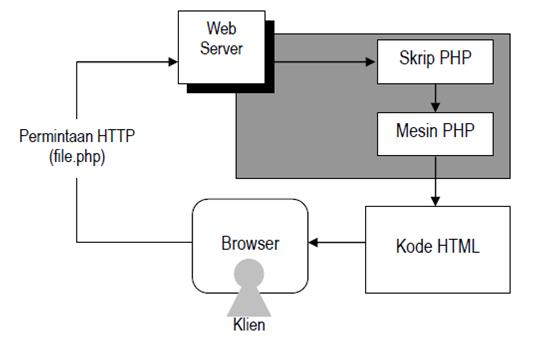 Web
Server
Skrip PHP
Mesin PHP
Permintaan HTTP
(file.php)
Browser
Kode HTML
Klien